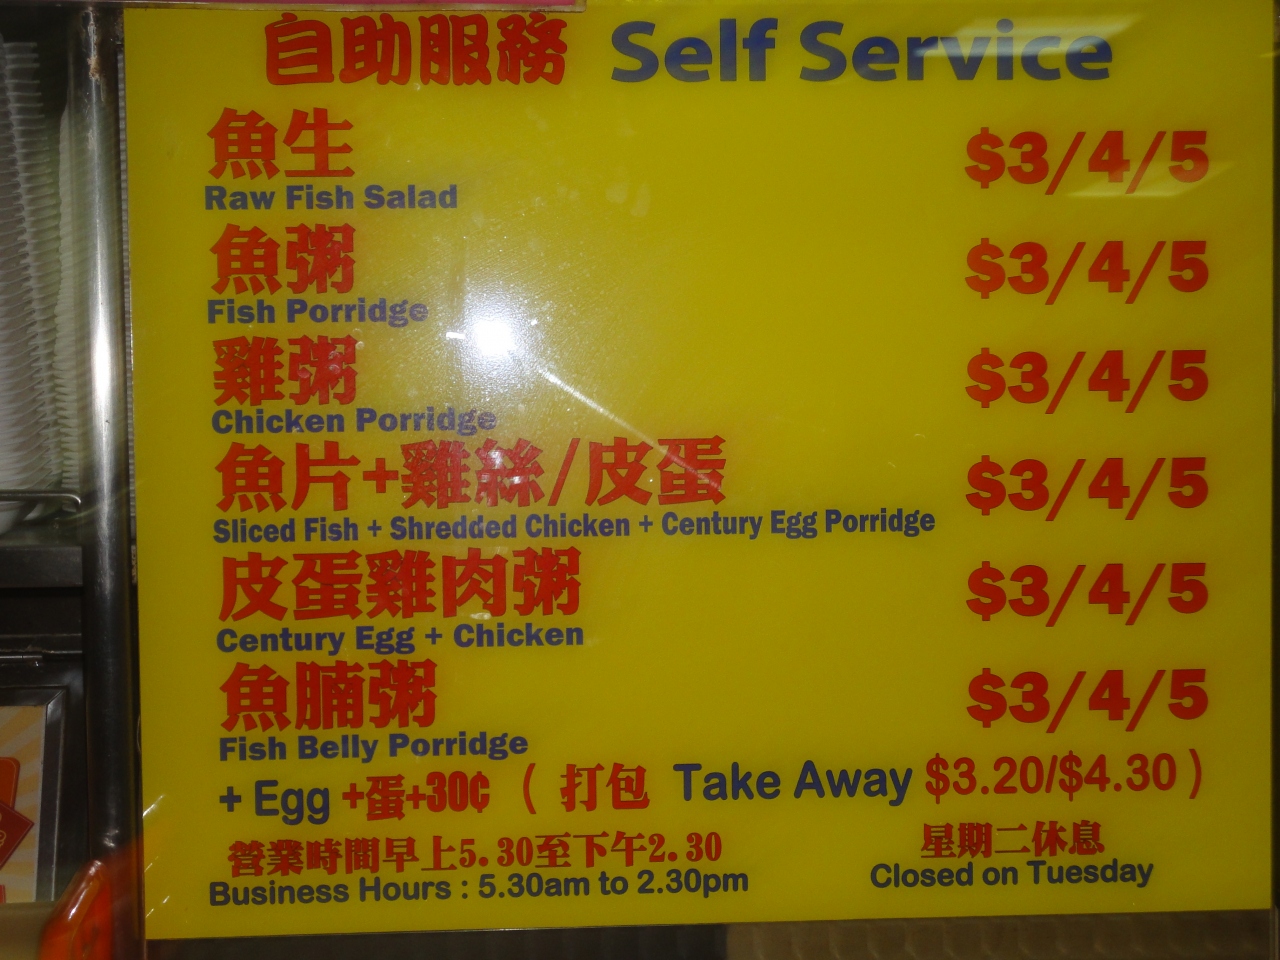 自助服務 Self Service
魚生 $3/4/5
Raw Fish Salad
魚粥 $3/4/5
Fish Porridge
雞粥 $3/4/5
Chicken Porridge
魚片+雞絲/皮蛋 $3/4/5
Sliced Fish + Shredded Chicken + Century Egg Porridge
皮蛋雞肉粥 $3/4/5
Century Egg + Chicken
魚腩粥 $3/4/5
Fish Belly Porridge
+ Egg +蛋+30¢ ( 打包 Take Away $3.20/$4.30 )
營業時間早上5.30至下午2.30 星期二休息
Business Hours : 5.30am to 2.30pm Closed on Tuesday